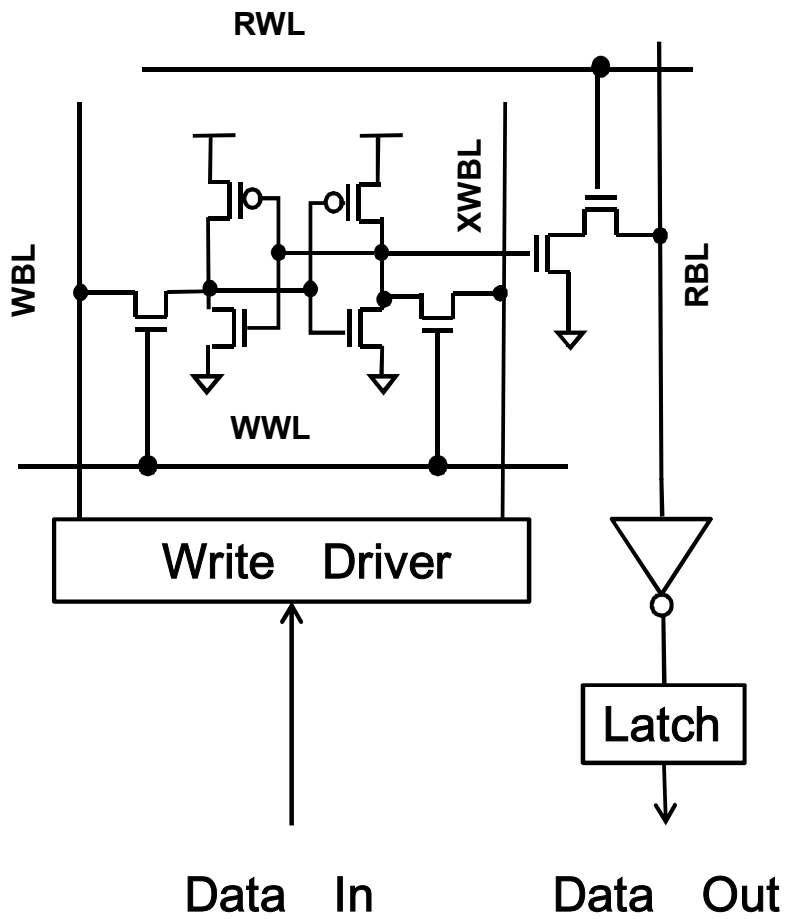 RWL
WBL
XWBL
RBL
WWL
Write Driver
Latch
Data In
Data Out